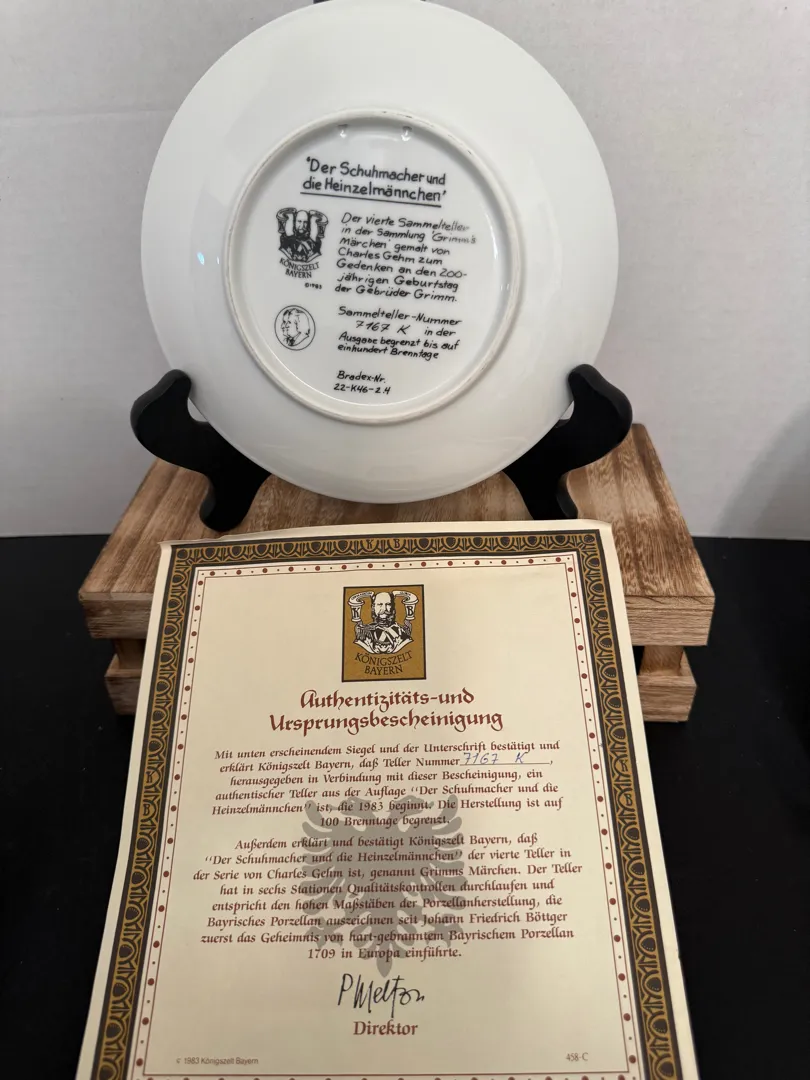 'Der Schuhmacher und
die Heinzelmännchen'
Der vierte Sammelteller
in der Sammlung 'Grimm's
Märchen' gemalt von
Charles Gehm zum
Gedenken an den 200-
jährigen Geburtstag
der Gebrüder Grimm.
KÖNIGSZELT
BAYERN
©1983
Sammelteller-Nummer
7167 K in der
Ausgabe begrenzt bis auf
einhundert Brenntage
Bradex-Nr.
22-K46-2.4
K B
K B
KÖNIGSZELT
BAYERN
Authentizitäts-und
Ursprungsbescheinigung
Mit unten erscheinendem Siegel und der Unterschrift bestätigt und
erklärt Königszelt Bayern, daß Teller Nummer 7167 K,
herausgegeben in Verbindung mit dieser Bescheinigung, ein
authentischer Teller aus der Auflage “Der Schuhmacher und die
Heinzelmännchen” ist, die 1983 beginnt. Die Herstellung ist auf
100 Brenntage begrenzt.
Außerdem erklärt und bestätigt Königszelt Bayern, daß
“Der Schuhmacher und die Heinzelmännchen” der vierte Teller in
der Serie von Charles Gehm ist, genannt Grimms Märchen. Der Teller
hat in sechs Stationen Qualitätskontrollen durchlaufen und
entspricht den hohen Maßstäben der Porzellanherstellung, die
Bayrisches Porzellan auszeichnen seit Johann Friedrich Böttger
zuerst das Geheimnis von hart-gebranntem Bayrischem Porzellan
1709 in Europa einführte.
P Melton
Direktor
© 1983 Königszelt Bayern
458-C